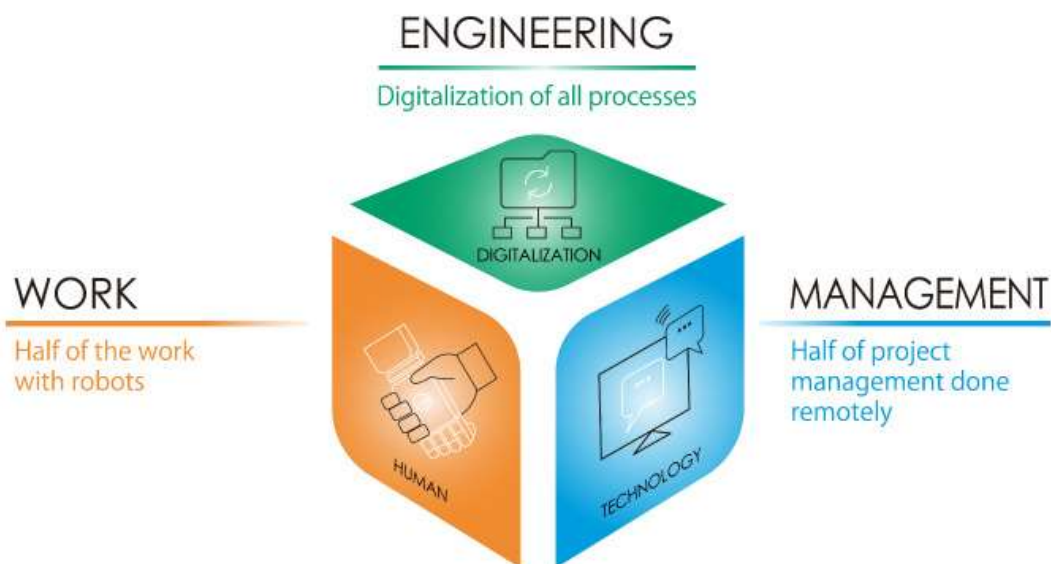 ENGINEERING
Digitalization of all processes
DIGITALIZATION
WORK
Half of the work
with robots
HUMAN
TECHNOLOGY
MANAGEMENT
Half of project
management done
remotely